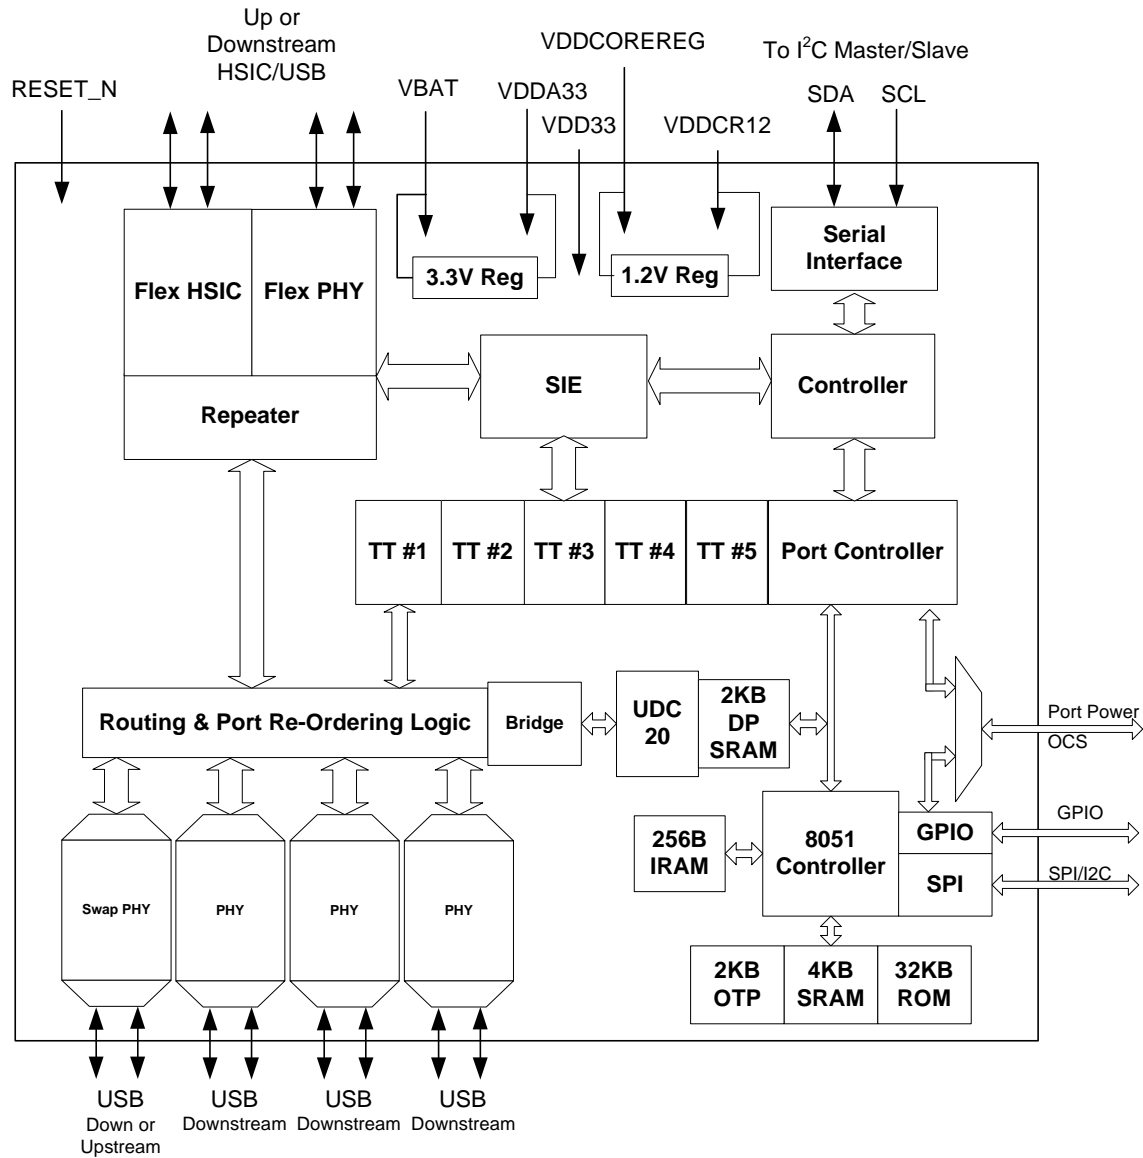 Up or
Downstream
HSIC/USB
RESET_N
VBAT
VDDA33
VDD33
VDDCOREREG
VDDCR12
To I²C Master/Slave
SDA
SCL
Flex HSIC
Flex PHY
Repeater
3.3V Reg
1.2V Reg
Serial
Interface
SIE
Controller
TT #1
TT #2
TT #3
TT #4
TT #5
Port Controller
Routing & Port Re-Ordering Logic
Bridge
UDC
20
2KB
DP
SRAM
Port Power
OCS
256B
IRAM
8051
Controller
GPIO
SPI
GPIO
SPI/I2C
2KB
OTP
4KB
SRAM
32KB
ROM
Swap PHY
PHY
PHY
PHY
USB
Down or
Upstream
USB
Downstream
USB
Downstream
USB
Downstream